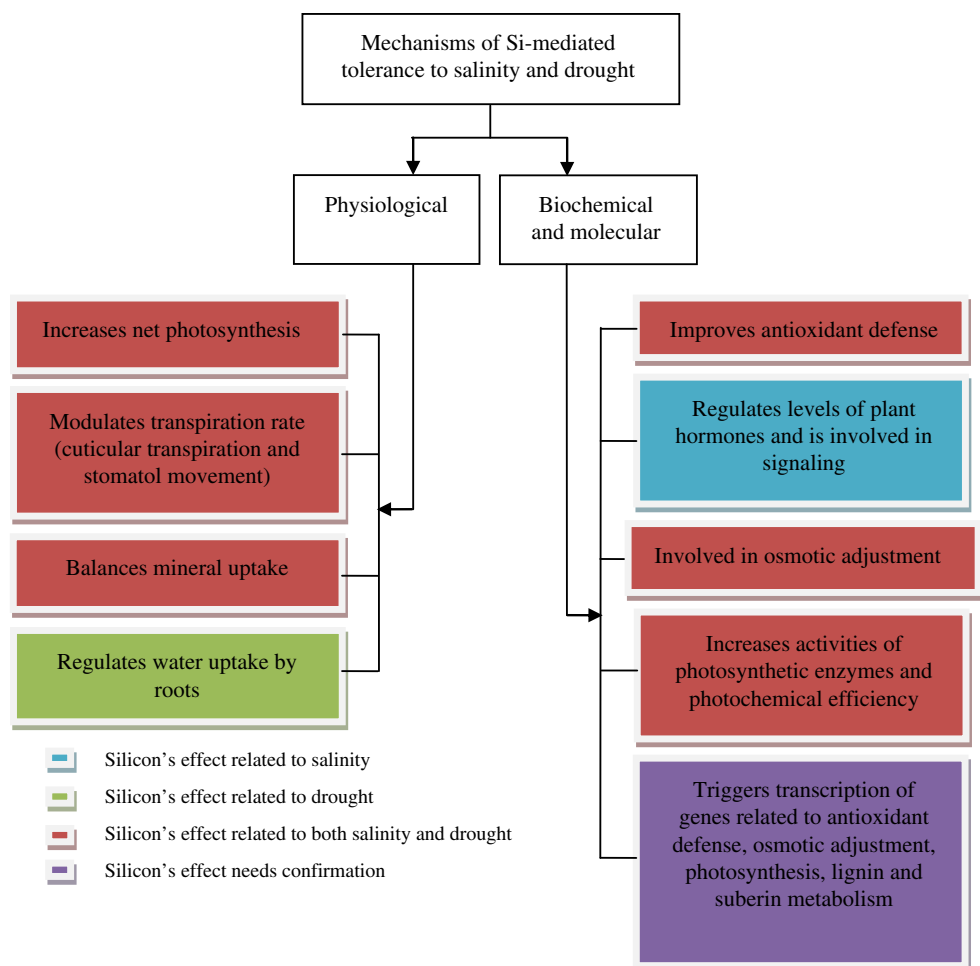 Mechanisms of Si-mediated
tolerance to salinity and drought
Physiological
Biochemical
and molecular
Increases net photosynthesis
Modulates transpiration rate
(cuticular transpiration and
stomatol movement)
Balances mineral uptake
Regulates water uptake by
roots
Improves antioxidant defense
Regulates levels of plant
hormones and is involved in
signaling
Involved in osmotic adjustment
Increases activities of
photosynthetic enzymes and
photochemical efficiency
Triggers transcription of
genes related to antioxidant
defense, osmotic adjustment,
photosynthesis, lignin and
suberin metabolism
Silicon’s effect related to salinity
Silicon’s effect related to drought
Silicon’s effect related to both salinity and drought
Silicon’s effect needs confirmation